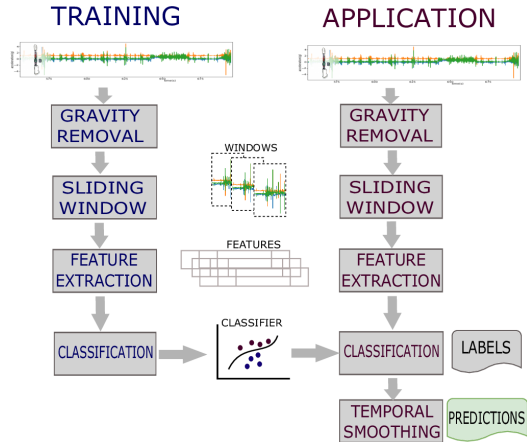 TRAINING
APPLICATION
GRAVITY
REMOVAL
GRAVITY
REMOVAL
WINDOWS
SLIDING
WINDOW
SLIDING
WINDOW
FEATURES
FEATURE
EXTRACTION
FEATURE
EXTRACTION
CLASSIFIER
CLASSIFICATION
CLASSIFICATION
LABELS
TEMPORAL
SMOOTHING
PREDICTIONS